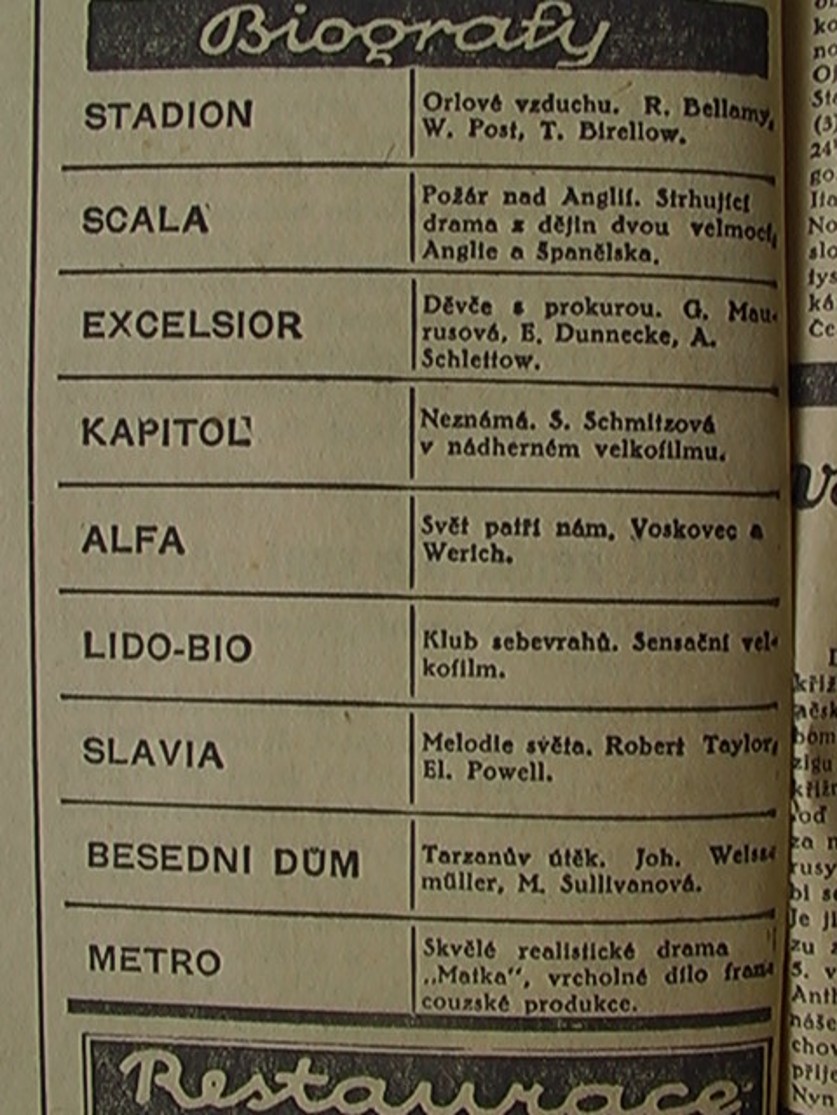 Biografy
STADION
Orlové vzduchu. R. Bellamy,
W. Post, T. Birellow.
SCALA
Požár nad Anglií. Strhující
drama z dějin dvou velmocí,
Anglie a Španělska.
EXCELSIOR
Děvče s prokurou. G. Mau-
rusová, E. Dunnecke, A.
Schlettow.
KAPITOL
Neznámá. S. Schmitzová
v nádherném velkofilmu.
ALFA
Svět patří nám. Voskovec a
Werich.
LIDO-BIO
Klub sebevrahů. Sensační vel-
kofilm.
SLAVIA
Melodie světa. Robert Taylor,
El. Powell.
BESEDNÍ DŮM
Tarzanův útěk. Joh. Weiss-
müller, M. Sullivanová.
METRO
Skvělé realistické drama
„Matka“, vrcholné dílo fran-
couzské produkce.
Restaurace